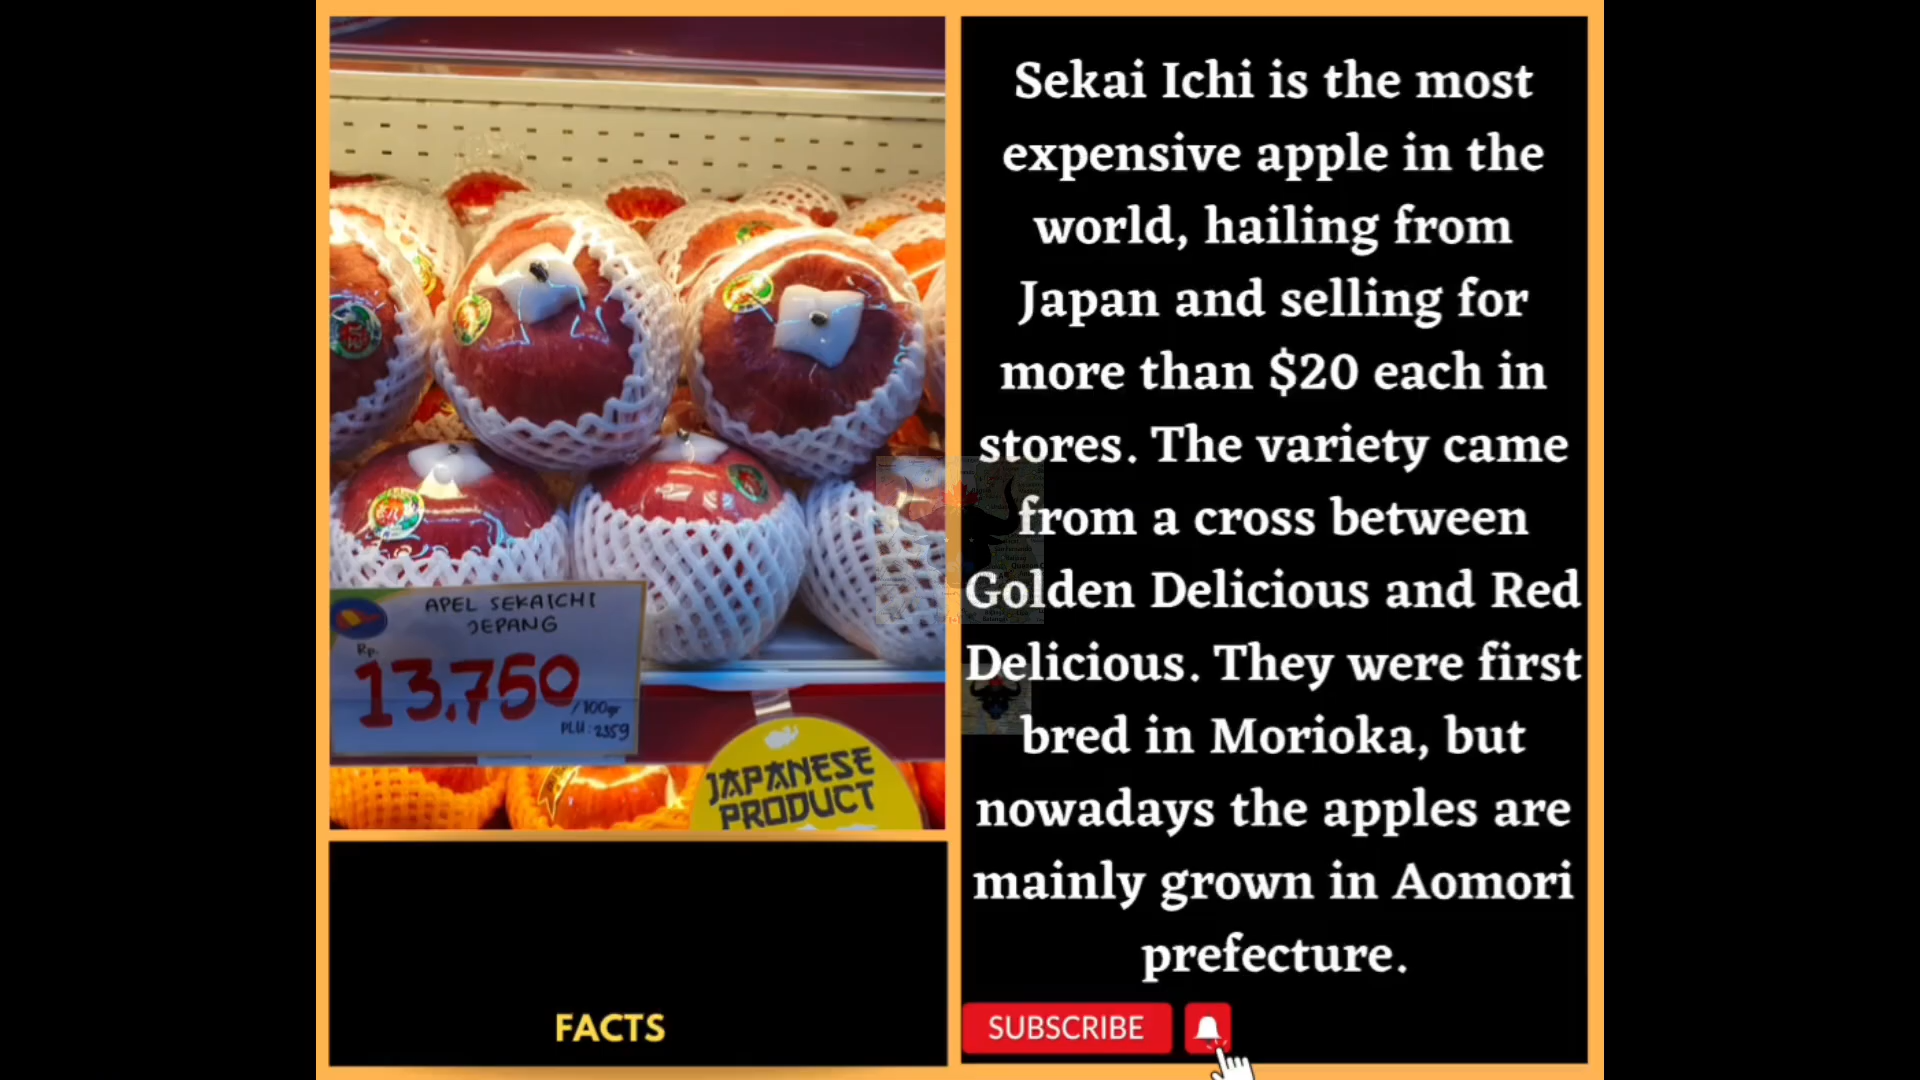 Sekai Ichi is the most
expensive apple in the
world, hailing from
Japan and selling for
more than $20 each in
stores. The variety came
from a cross between
Golden Delicious and Red
Delicious. They were first
bred in Morioka, but
nowadays the apples are
mainly grown in Aomori
prefecture.
APEL SEKAICHI
JEPANG
Rp.
13.750
/100gr
PLU: 2359
JAPANESE
PRODUCT
FACTS
SUBSCRIBE